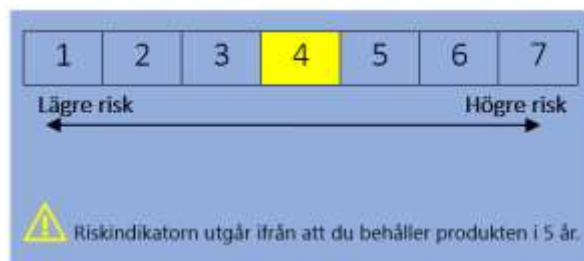 1 2 3 4 5 6 7
Lägre risk Högre risk
Riskindikatorn utgår ifrån att du behåller produkten i 5 år.